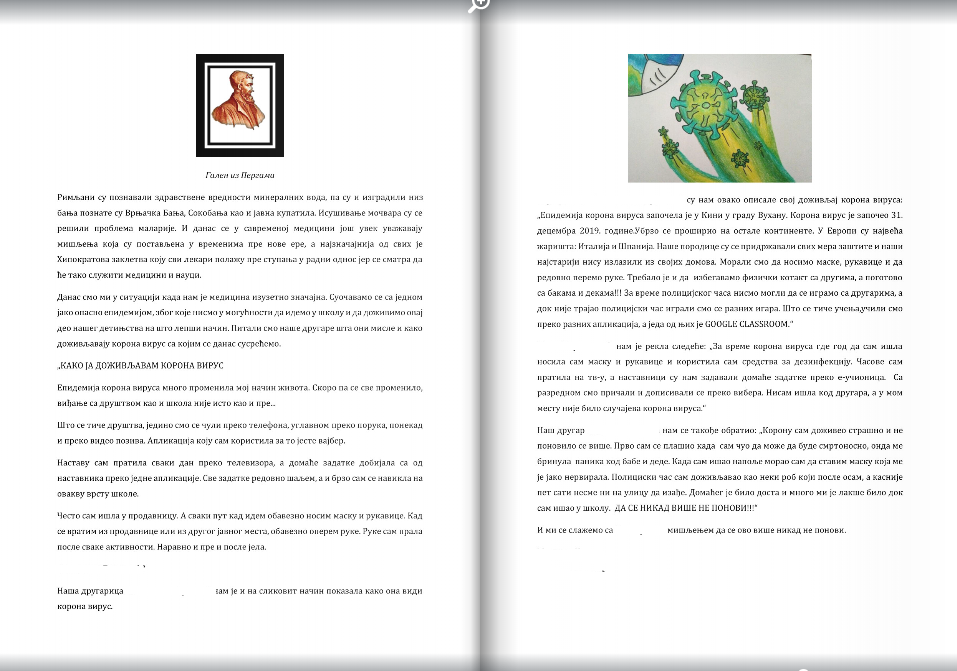 Гален из Пергама
Римљани су познавали здравствене вредности минералних вода, па су и изградили низ
бања познате су Врњачка Бања, Сокобања као и јавна купатила. Исушивање мочвара су се
решили проблема маларије. И данас се у савременој медицини још увек уважавају
мишљења која су постављена у временима пре нове ере, а најзначајнија од свих је
Хипократова заклетва коју сви лекари полажу пре ступања у радни однос јер се сматра да
ће тако служити медицини и науци.
Данас смо ми у ситуацији када нам је медицина изузетно значајна. Суочавамо се са једном
јако опасно епидемијом, због које нисмо у могућности да идемо у школу и да доживимо овај
део нашег детињства на што лепши начин. Питали смо наше другаре шта они мисле и како
доживљавају корона вирус са којим се данас сусрећемо.
„КАКО ЈА ДОЖИВЉАВАМ КОРОНА ВИРУС
Епидемија корона вируса много променила мој начин живота. Скоро па се све променило,
виђање са друштвом као и школа није исто као и пре...
Што се тиче друштва, једино смо се чули преко телефона, углавном преко порука, понекад
и преко видео позива. Апликација коју сам користила за то јесте вајбер.
Наставу сам пратила сваки дан преко телевизора, а домаће задатке добијала са од
наставника преко једне апликације. Све задатке редовно шаљем, а и брзо сам се навикла на
овакву врсту школе.
Често сам ишла у продавницу. А сваки пут кад идем обавезно носим маску и рукавице. Кад
се вратим из продавнице или из другог јавног места, обавезно оперем руке. Руке сам прала
после сваке активности. Наравно и пре и после јела.
Наша другарица нам је и на сликовит начин показала како она види
корона вирус.
су нам овако описале свој доживљај корона вируса:
„Епидемија корона вируса започела је у Кини у граду Вухану. Корона вирус је започео 31.
децембра 2019. године.Убрзо се проширио на остале континенте. У Европи су највећа
жаришта: Италија и Шпанија. Наше породице су се придржавали свих мера заштите и наши
најстарији нису излазили из својих домова. Морали смо да носимо маске, рукавице и да
редовно перемо руке. Требало је и да избегавамо физички котакт са другима, а поготово
са бакама и декама!!! За време полицијског часа нисмо могли да се играмо са другарима, а
док није трајао полицијски час играли смо се разних игара. Што се тиче учења,учили смо
преко разних апликација, а једа од њих је GOOGLE CLASSROOM.“
нам је рекла следеће: „За време корона вируса где год да сам ишла
носила сам маску и рукавице и користила сам средства за дезинфекцију. Часове сам
пратила на тв-у, а наставници су нам задавали домаће задатке преко е-учионица. Са
разредном смо причали и дописивали се преко вибера. Нисам ишла код другара, а у мом
месту није било случајева корона вируса.“
Наш другар нам се такође обратио: „Корону сам доживео страшно и не
поновило се више. Прво сам се плашио када сам чуо да може да буде смртоносно, онда ме
бринула паника код бабе и деде. Када сам ишао напоље морао сам да ставим маску која ме
је јако нервирала. Полициски час сам доживљавао као неки роб који после осам, а касније
пет сати несме ни на улицу да изађе. Домаћег је било доста и много ми је лакше било док
сам ишао у школу. ДА СЕ НИКАД ВИШЕ НЕ ПОНОВИ!!!“
И ми се слажемо са мишљењем да се ово више никад не понови.